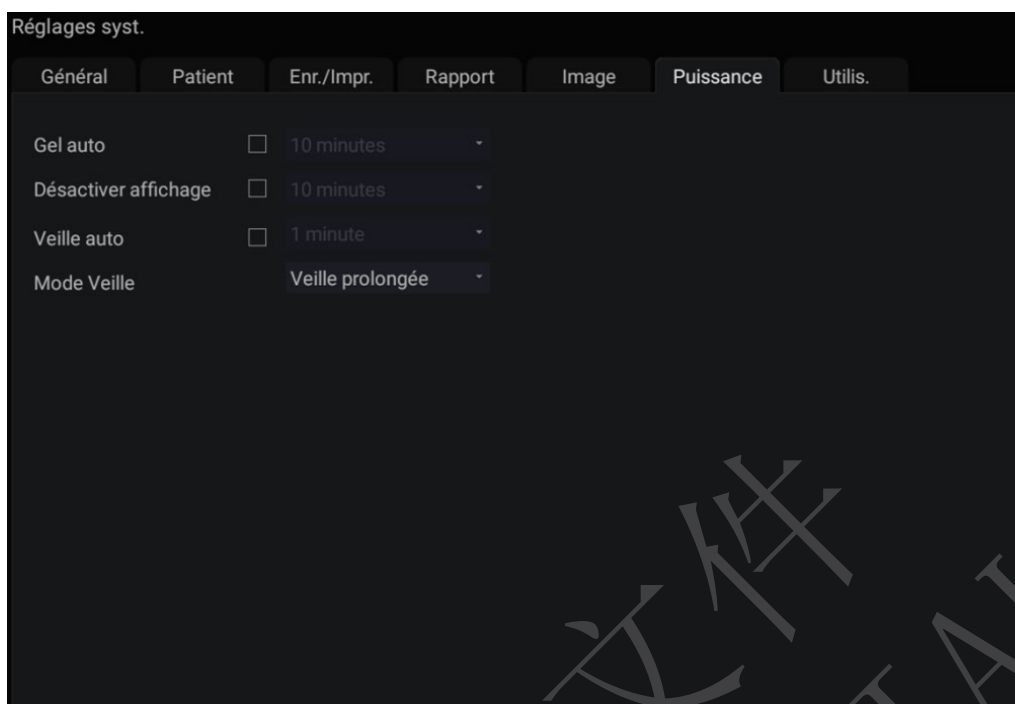 Réglages syst.
Général Patient Enr./Impr. Rapport Image Puissance Utilis.
Gel auto 10 minutes
Désactiver affichage 10 minutes
Veille auto 1 minute
Mode Veille Veille prolongée
文件